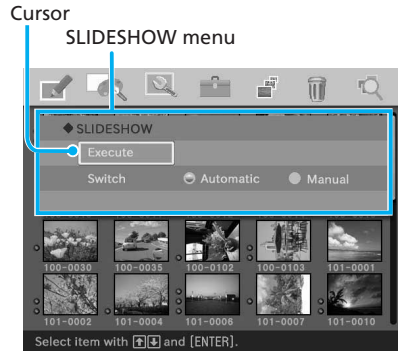 Cursor
SLIDESHOW menu
◆SLIDESHOW
Execute
Switch Automatic Manual
100-0030 100-0035 100-0102 100-0103 101-0001
101-0002 101-0004 101-0006 101-0007 101-0010
Select item with [↑][↓] and [ENTER].